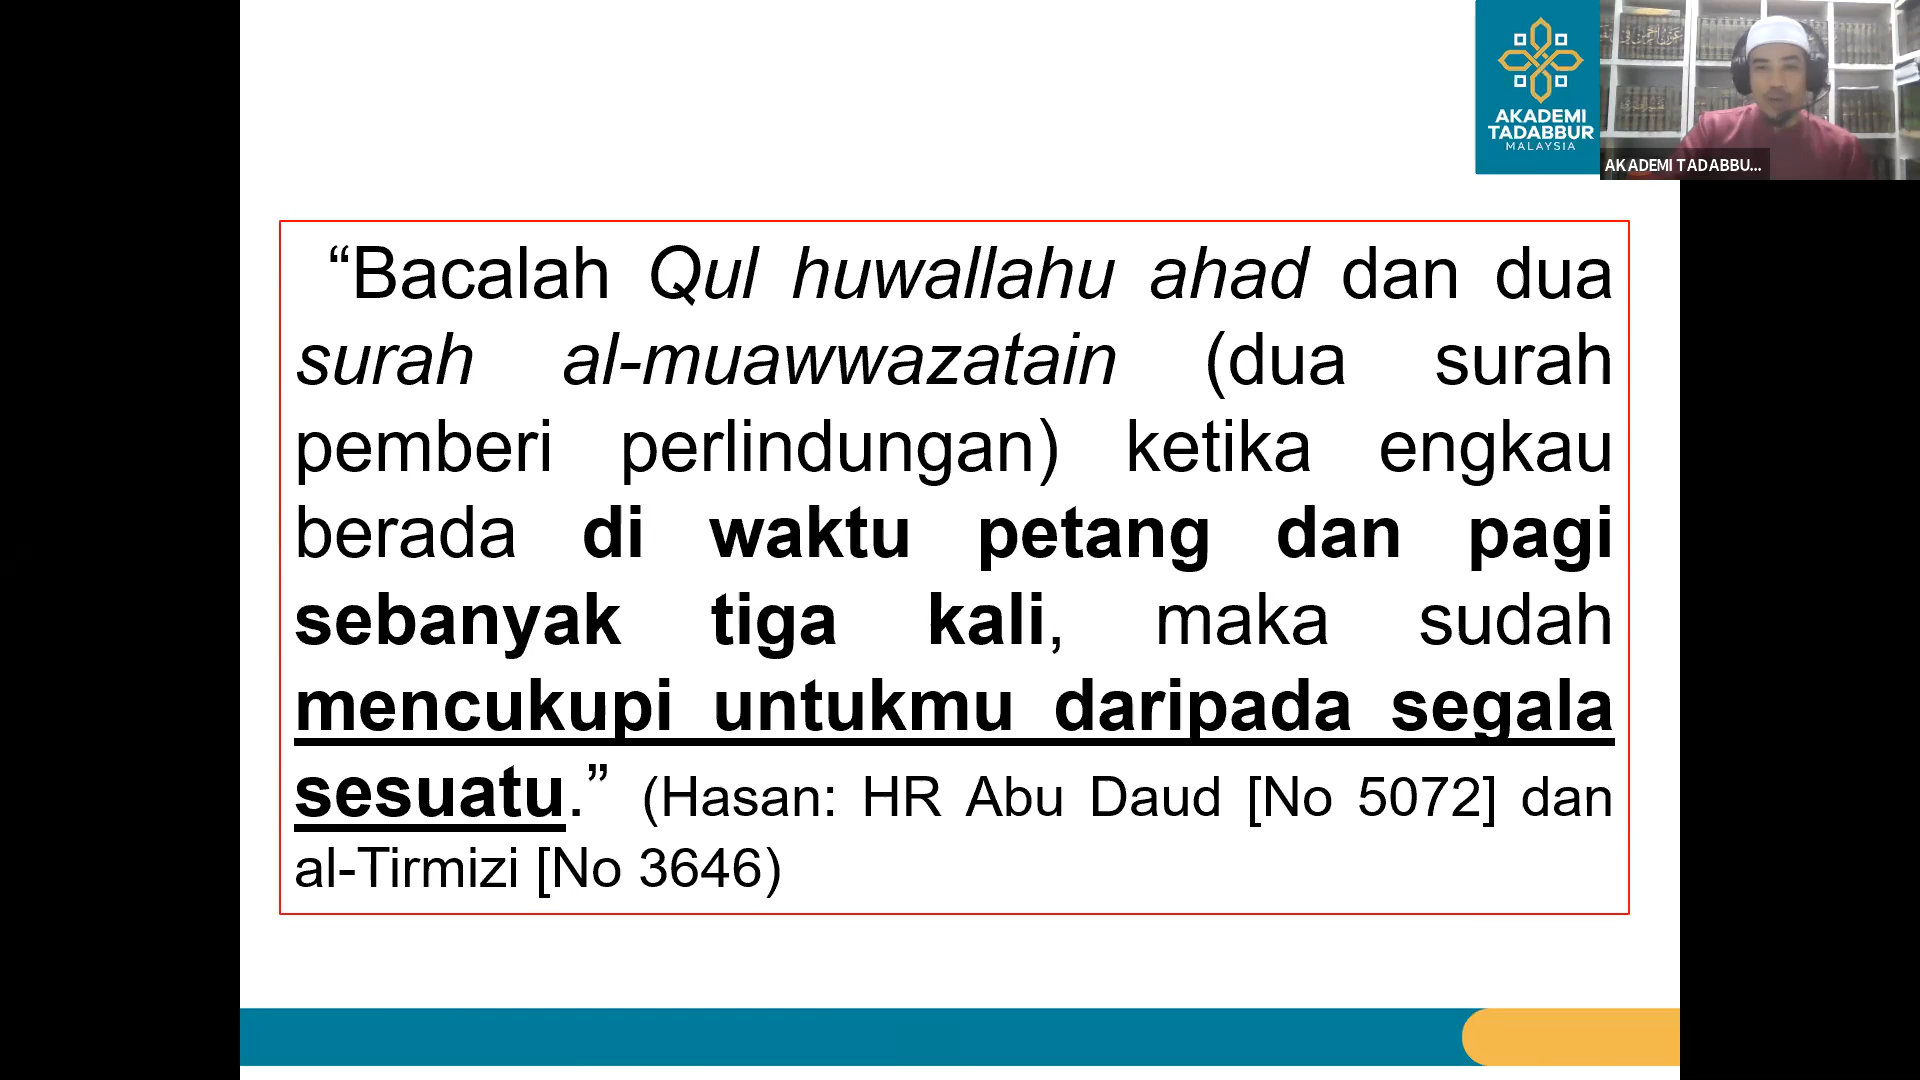 AKADEMI
TADABBUR
MALAYSIA
AKADEMI TADABBU...
“Bacalah Qul huwallahu ahad dan dua
surah al-muawwazatain (dua surah
pemberi perlindungan) ketika engkau
berada di waktu petang dan pagi
sebanyak tiga kali, maka sudah
mencukupi untukmu daripada segala
sesuatu.” (Hasan: HR Abu Daud [No 5072] dan
al-Tirmizi [No 3646)